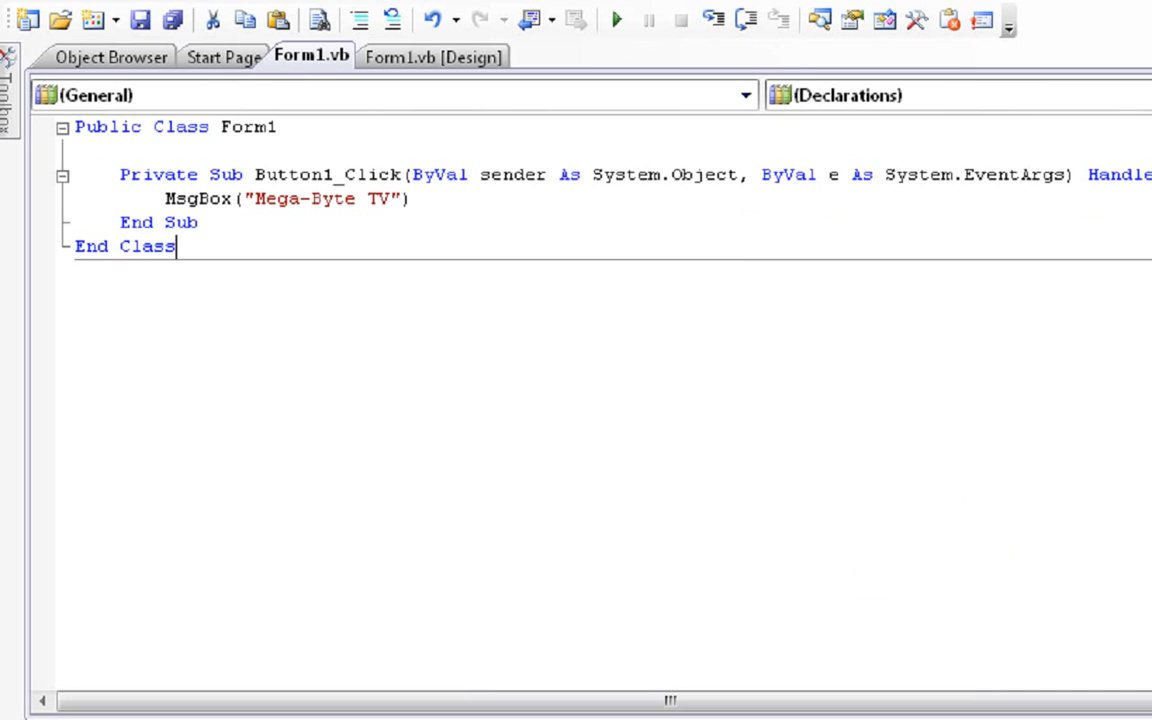 Object Browser Start Page Form1.vb Form1.vb [Design]
Toolbox
(General) (Declarations)
Public Class Form1
Private Sub Button1_Click(ByVal sender As System.Object, ByVal e As System.EventArgs) Handle
MsgBox("Mega-Byte TV")
End Sub
End Class